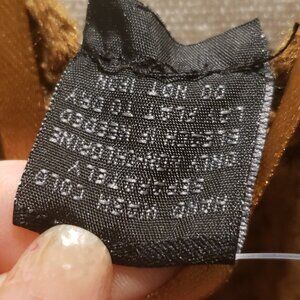 HAND WASH COLD
SEPARATELY
ONLY NONCHLORINE
BLEACH IF NEEDED
LAY FLAT TO DRY
DO NOT IRON